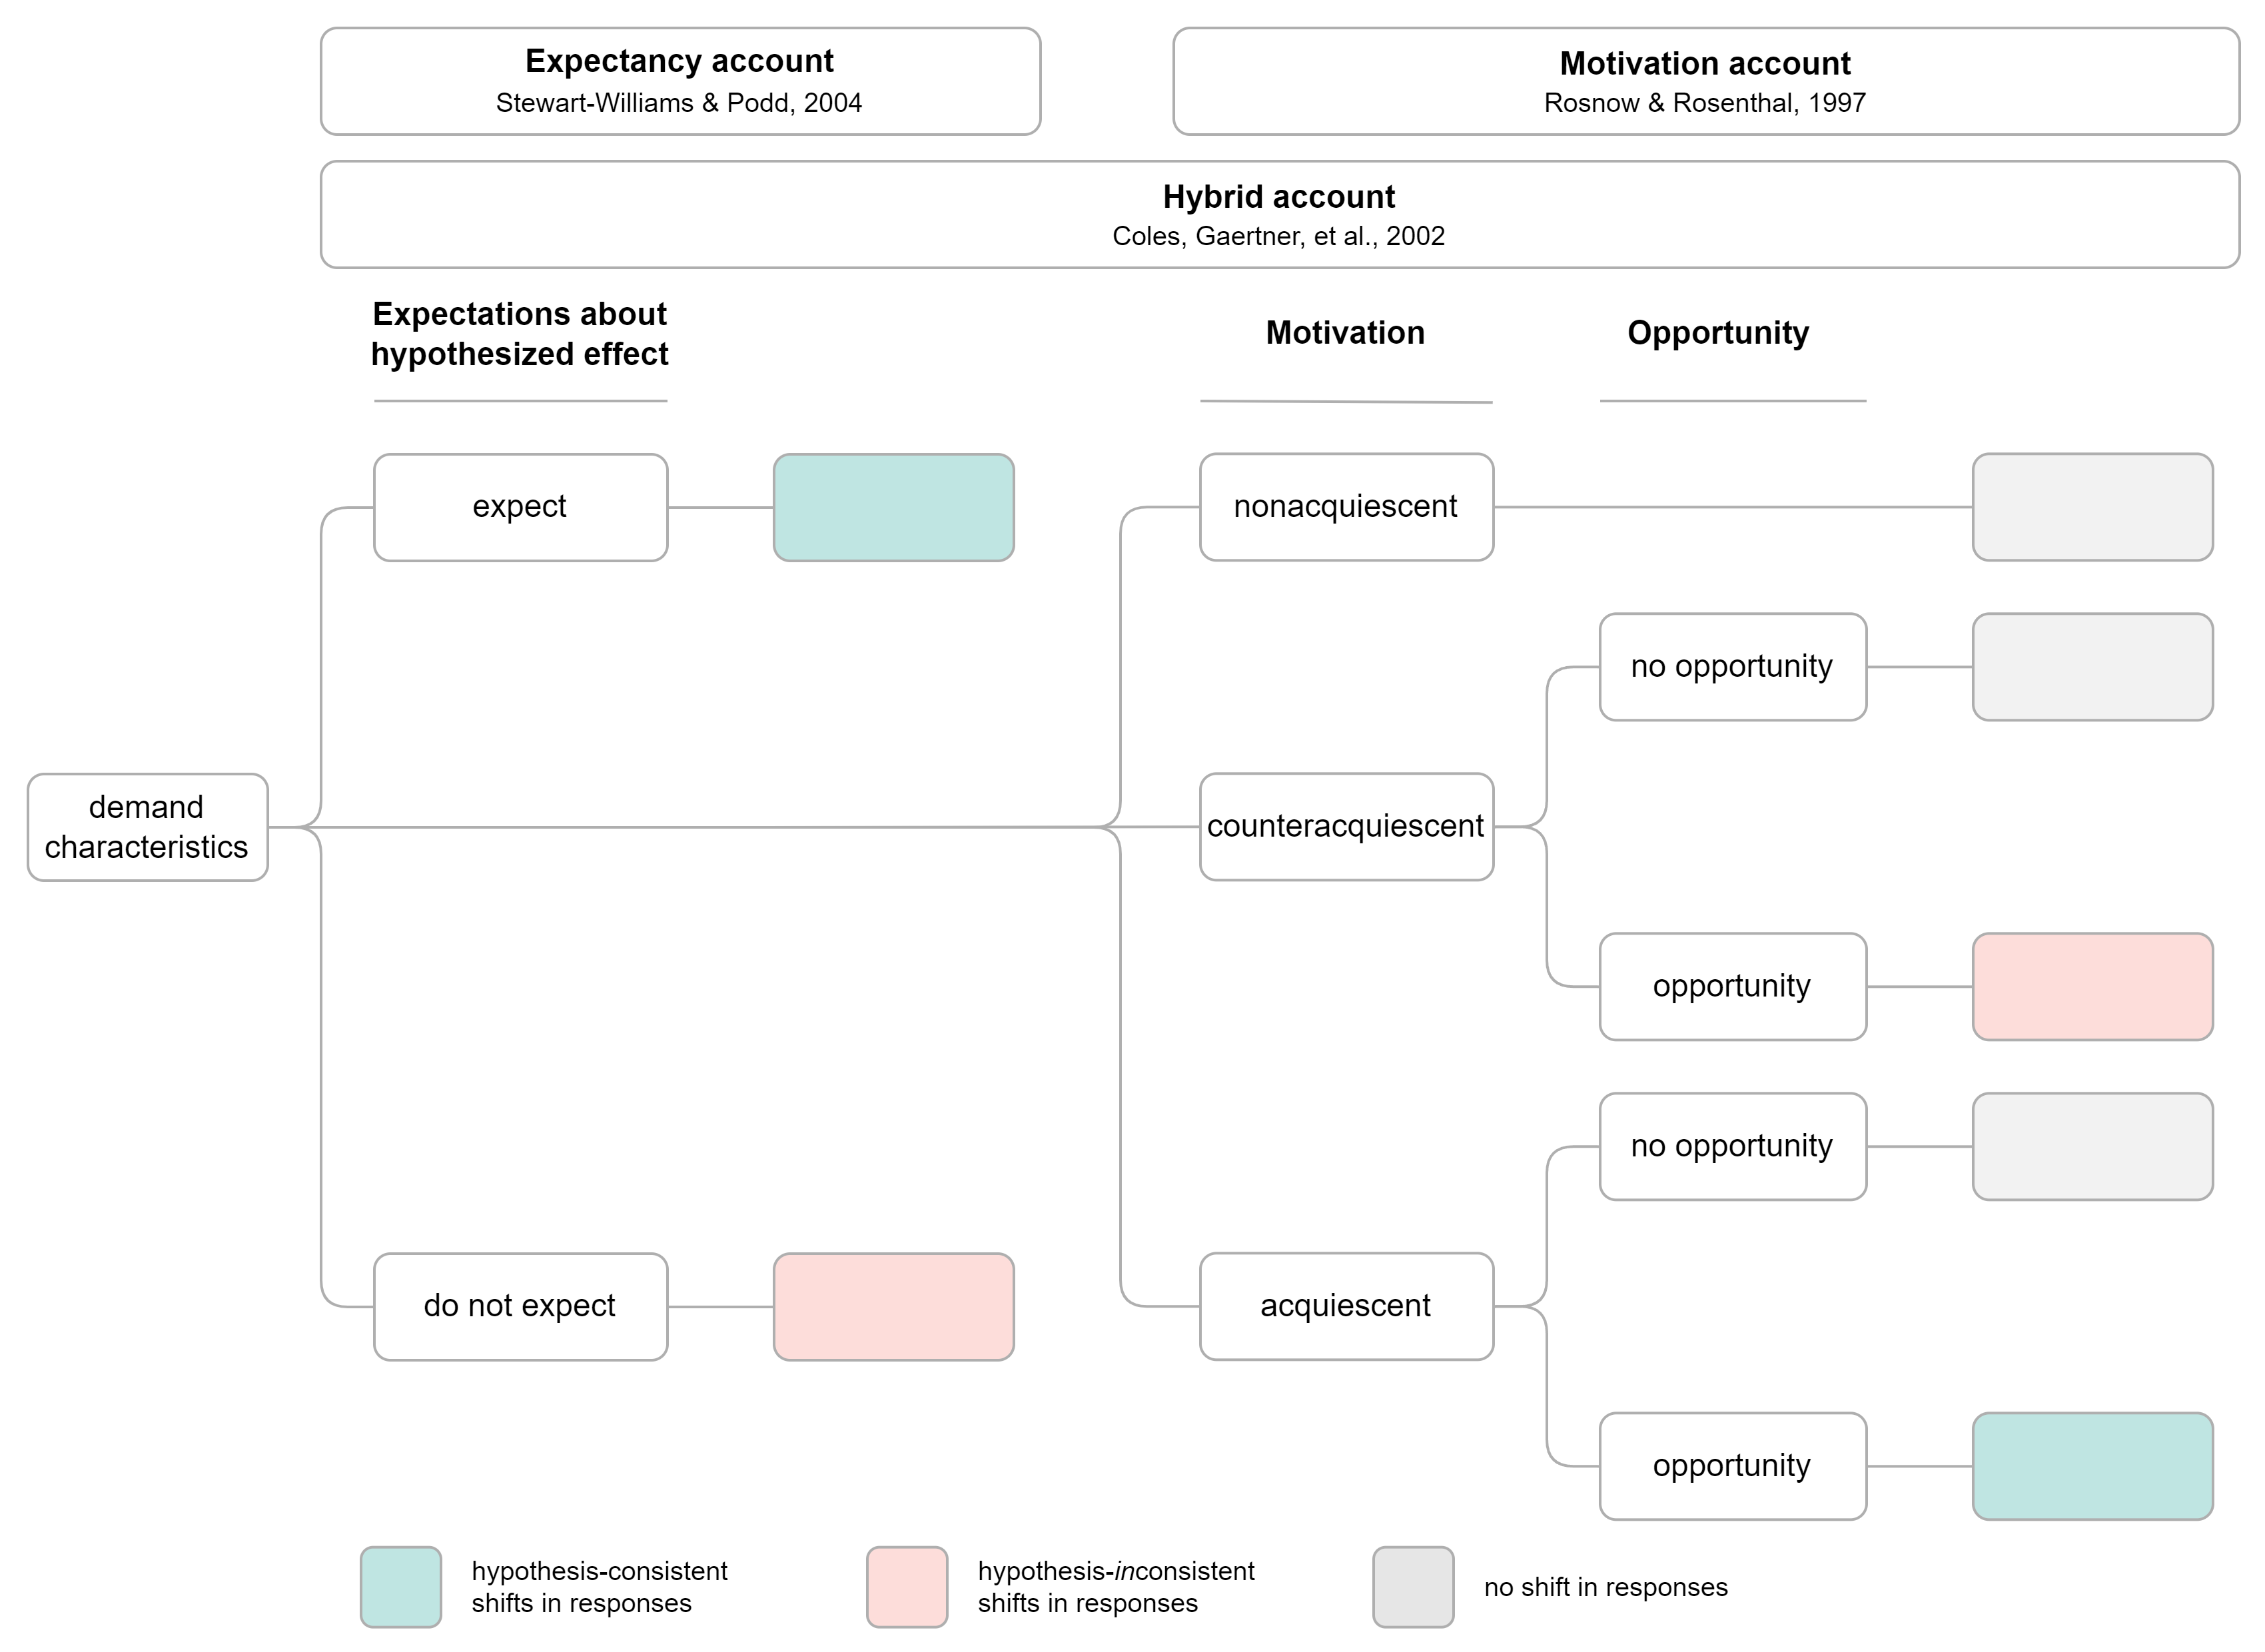 Expectancy account
Stewart-Williams & Podd, 2004
Motivation account
Rosnow & Rosenthal, 1997
Hybrid account
Coles, Gaertner, et al., 2002
Expectations about
hypothesized effect
Motivation
Opportunity
expect
nonacquiescent
no opportunity
demand
characteristics
counteracquiescent
opportunity
no opportunity
do not expect
acquiescent
opportunity
hypothesis-consistent
shifts in responses
hypothesis-inconsistent
shifts in responses
no shift in responses